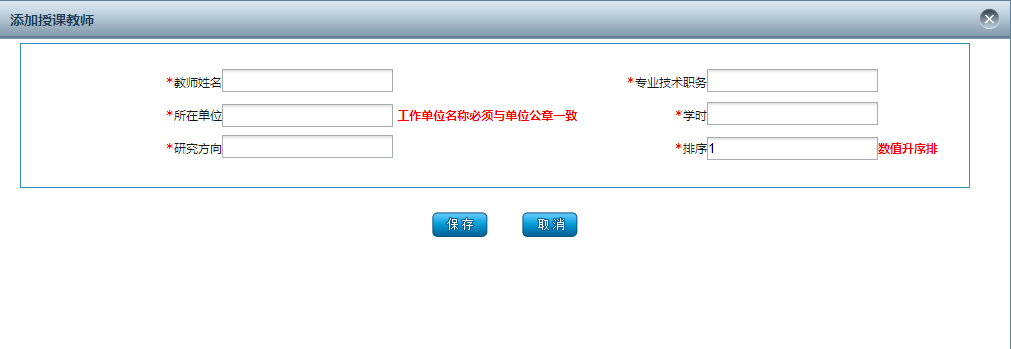 添加授课教师
*教师姓名 *专业技术职务
*所在单位 工作单位名称必须与单位公章一致 *学时
*研究方向 *排序 1 数值升序排
保存 取消